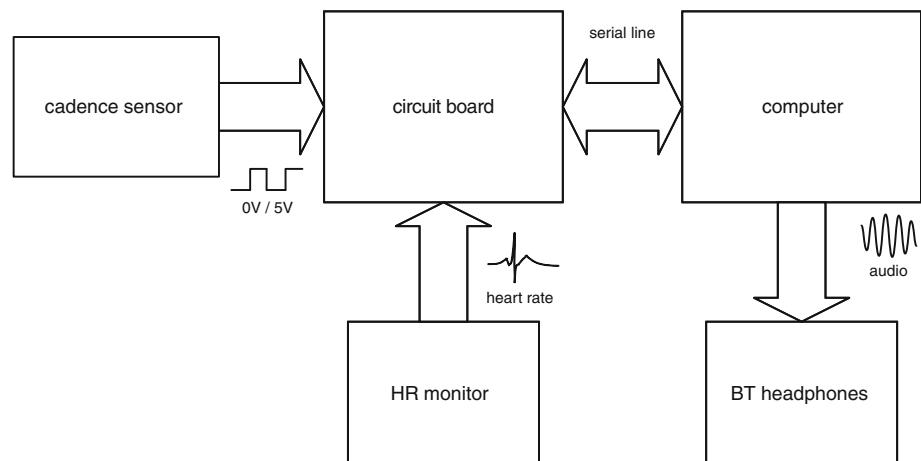 serial line
cadence sensor
circuit board
computer
0V / 5V
audio
heart rate
HR monitor
BT headphones